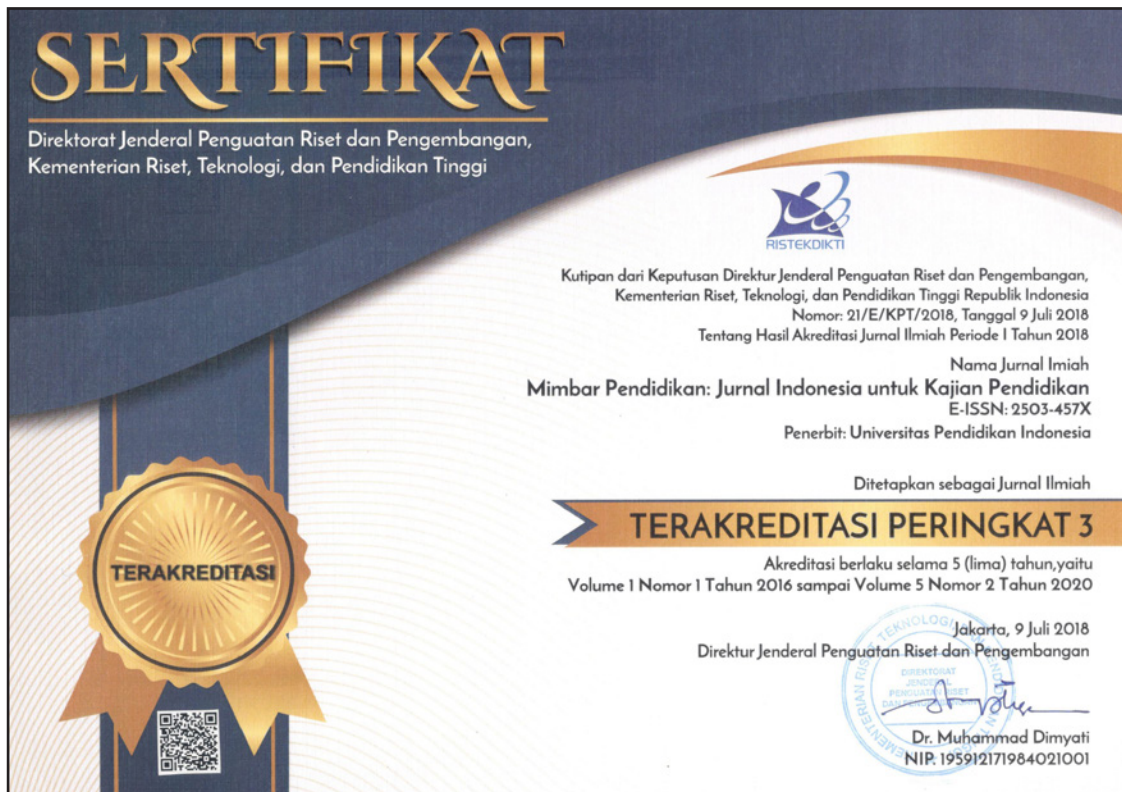 SERTIFIKAT
Direktorat Jenderal Penguatan Riset dan Pengembangan,
Kementerian Riset, Teknologi, dan Pendidikan Tinggi
RISTEKDIKTI
Kutipan dari Keputusan Direktur Jenderal Penguatan Riset dan Pengembangan,
Kementerian Riset, Teknologi, dan Pendidikan Tinggi Republik Indonesia
Nomor: 21/E/KPT/2018, Tanggal 9 Juli 2018
Tentang Hasil Akreditasi Jurnal Ilmiah Periode I Tahun 2018
Nama Jurnal Imiah
Mimbar Pendidikan: Jurnal Indonesia untuk Kajian Pendidikan
E-ISSN: 2503-457X
Penerbit: Universitas Pendidikan Indonesia
Ditetapkan sebagai Jurnal Ilmiah
TERAKREDITASI PERINGKAT 3
Akreditasi berlaku selama 5 (lima) tahun,yaitu
Volume 1 Nomor 1 Tahun 2016 sampai Volume 5 Nomor 2 Tahun 2020
TERAKREDITASI
Jakarta, 9 Juli 2018
Direktur Jenderal Penguatan Riset dan Pengembangan
DIREKTORAT
JENDERAL
PENGUATAN RISET
Dr. Muhammad Dimyati
NIP. 195912171984021001